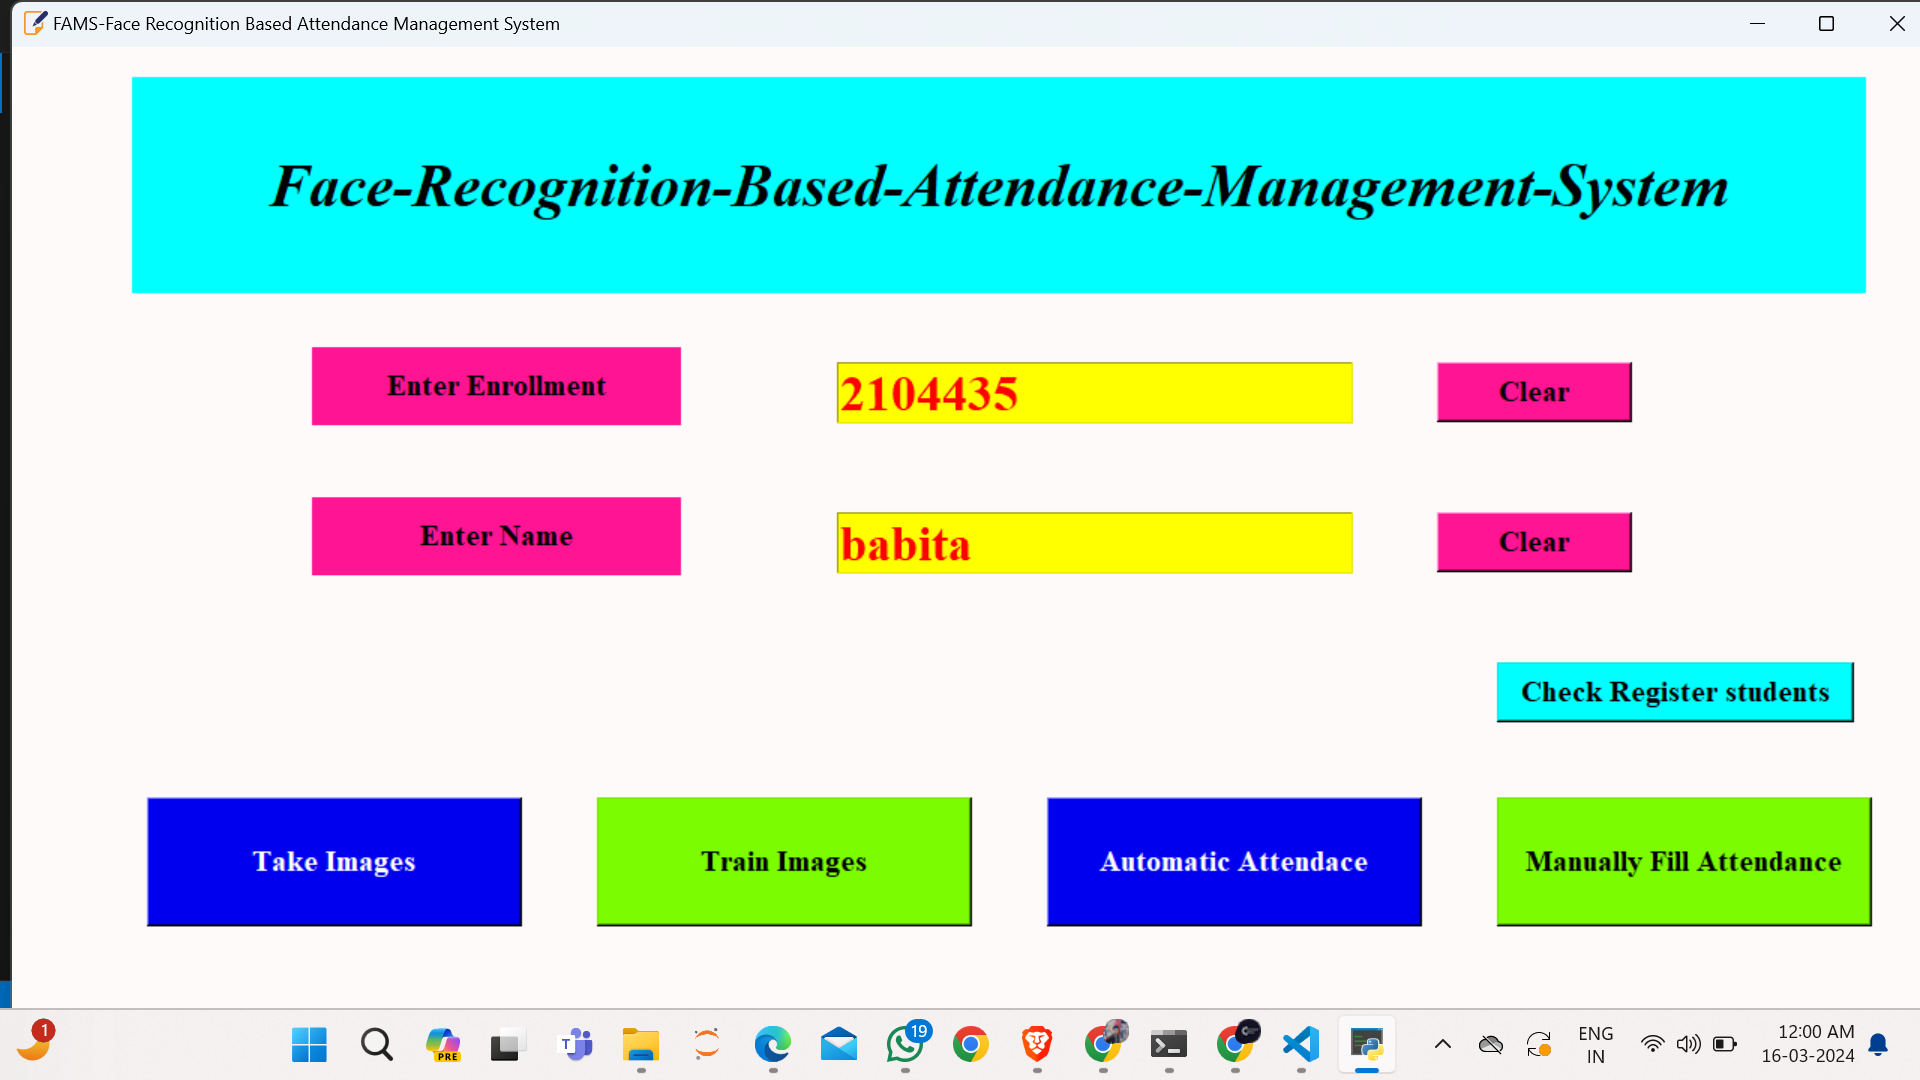 FAMS-Face Recognition Based Attendance Management System
Face-Recognition-Based-Attendance-Management-System
Enter Enrollment
2104435
Clear
Enter Name
babita
Clear
Check Register students
Take Images
Train Images
Automatic Attendace
Manually Fill Attendance
1
PRE
T
19
ENG
IN
12:00 AM
16-03-2024